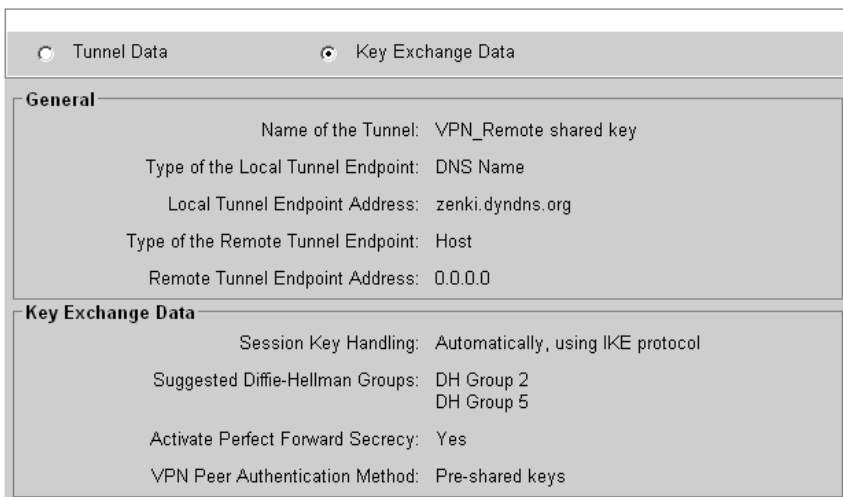 Tunnel Data Key Exchange Data
General
Name of the Tunnel: VPN_Remote shared key
Type of the Local Tunnel Endpoint: DNS Name
Local Tunnel Endpoint Address: zenki.dyndns.org
Type of the Remote Tunnel Endpoint: Host
Remote Tunnel Endpoint Address: 0.0.0.0
Key Exchange Data
Session Key Handling: Automatically, using IKE protocol
Suggested Diffie-Hellman Groups: DH Group 2
DH Group 5
Activate Perfect Forward Secrecy: Yes
VPN Peer Authentication Method: Pre-shared keys